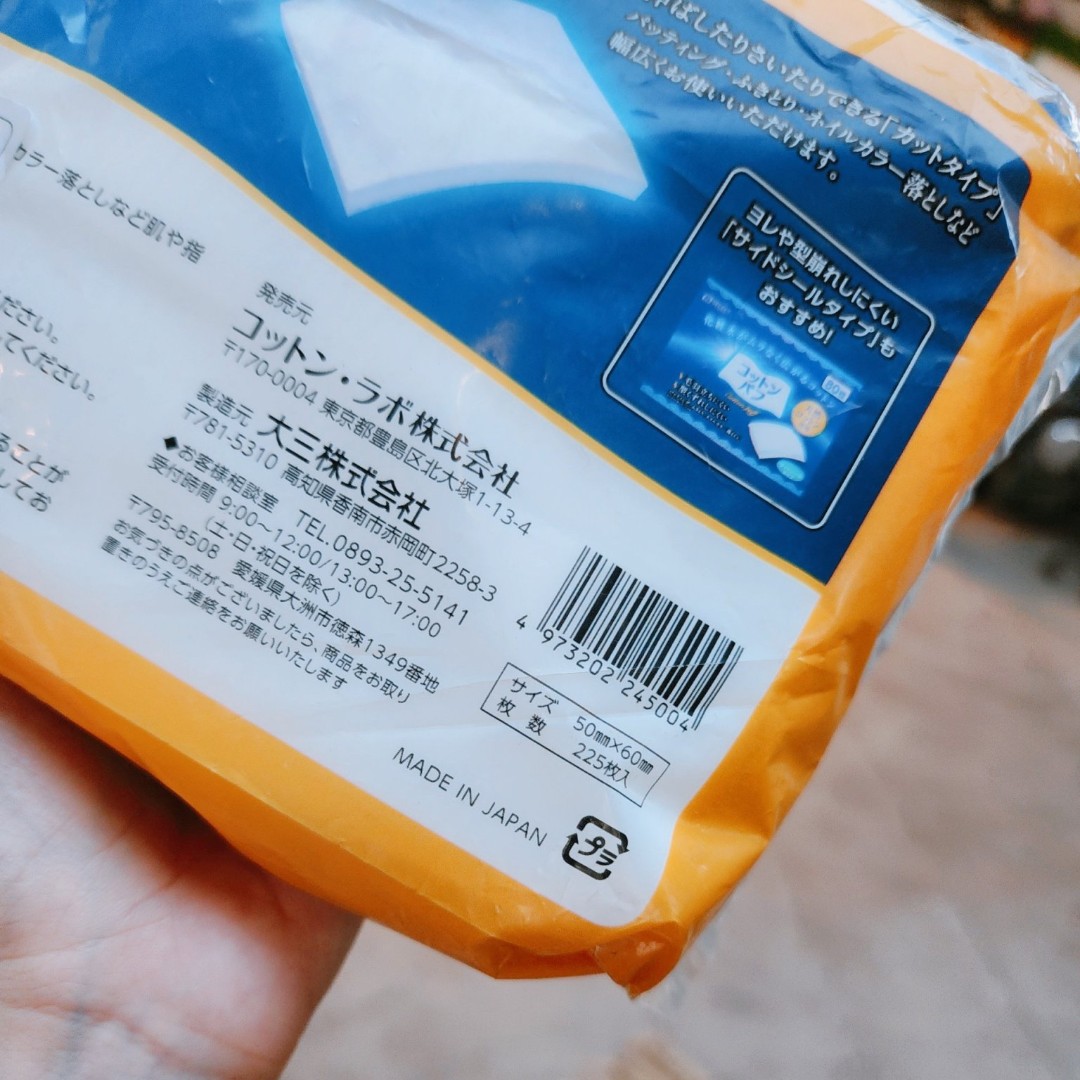 ばしたりさいたりできる「カットタイプ」
パッティング・ふきとり・ネイルカラー落としなど
幅広くお使いいただけます。
ヨレや型崩れしにくい
「サイドシールタイプ」も
おすすめ!
コットン
パフ
80枚
カラー落としなど肌や指
ださい。
てください。
ることが
してお
発売元
コットン・ラボ株式会社
〒170-0004 東京都豊島区北大塚1-13-4
製造元 大三株式会社
〒781-5310 高知県香南市赤岡町2258-3
◆お客様相談室 TEL.0893-25-5141
受付時間 9:00〜12:00/13:00〜17:00
(土・日・祝日を除く)
〒795-8508 愛媛県大洲市徳森1349番地
お気づきの点がございましたら、商品をお取り
置きのうえご連絡をお願いいたします
4 973202 245004
サイズ 50mm×60mm
枚数 225枚入
MADE IN JAPAN
プラ